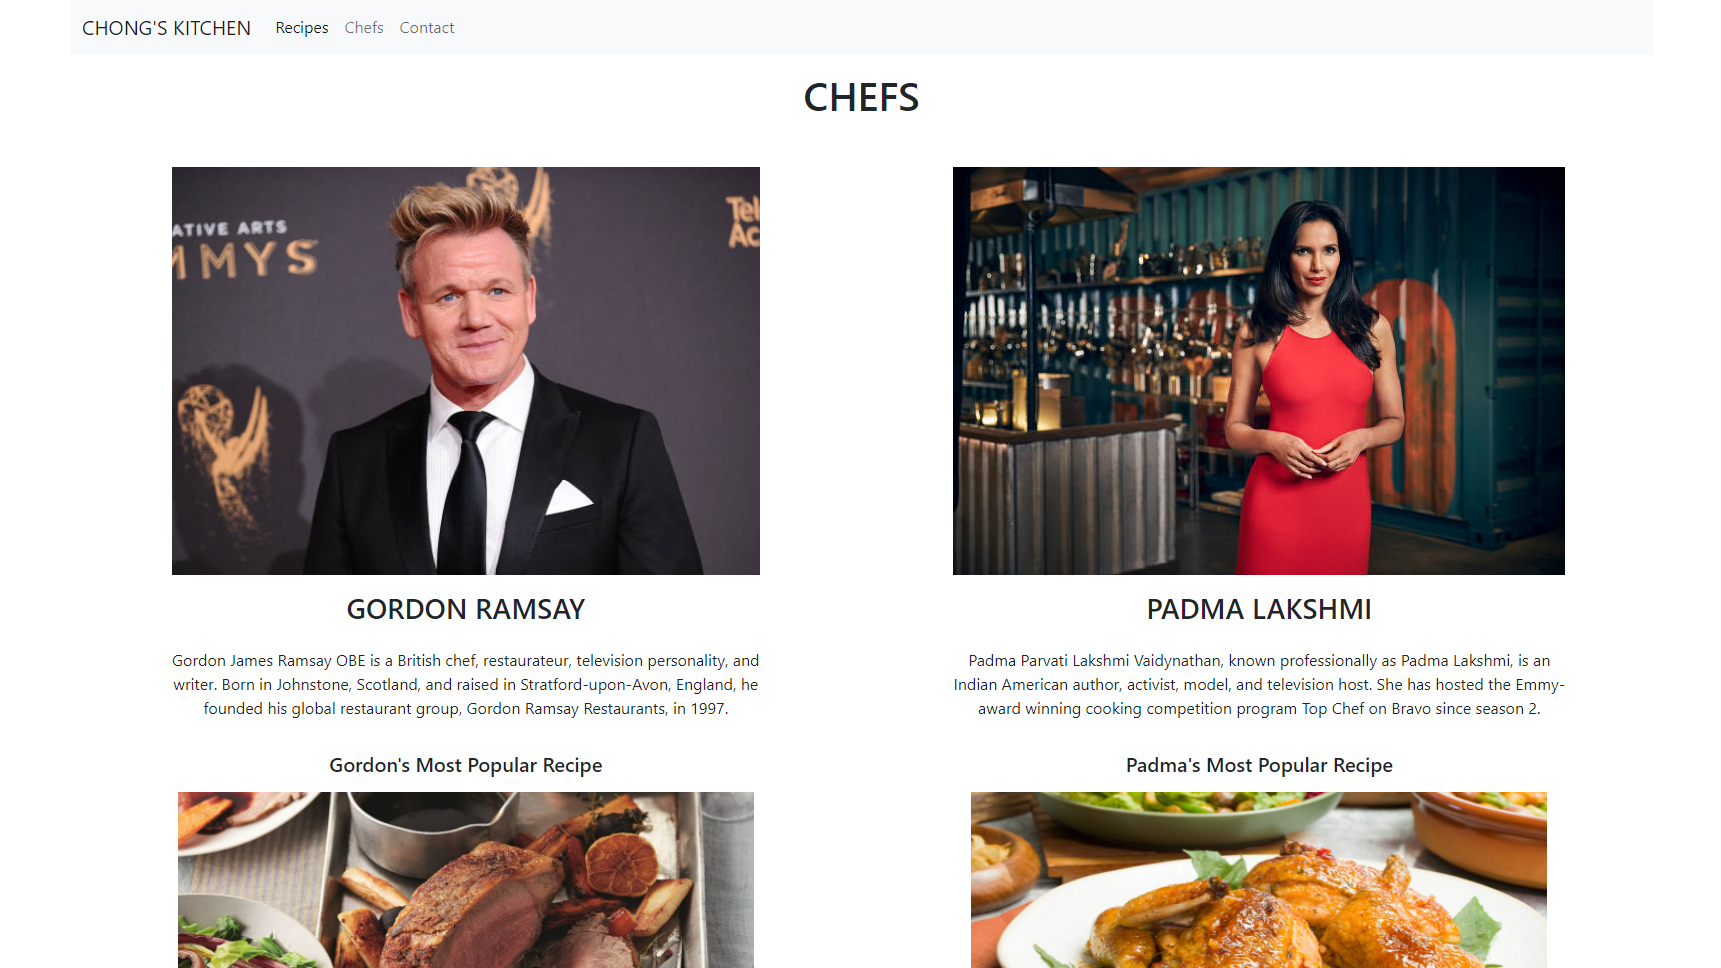 CHONG'S KITCHEN Recipes Chefs Contact
CHEFS
ATIVE ARTS
MMYS
Tel
Ac
GORDON RAMSAY
Gordon James Ramsay OBE is a British chef, restaurateur, television personality, and
writer. Born in Johnstone, Scotland, and raised in Stratford-upon-Avon, England, he
founded his global restaurant group, Gordon Ramsay Restaurants, in 1997.
Gordon's Most Popular Recipe
PADMA LAKSHMI
Padma Parvati Lakshmi Vaidynathan, known professionally as Padma Lakshmi, is an
Indian American author, activist, model, and television host. She has hosted the Emmy-
award winning cooking competition program Top Chef on Bravo since season 2.
Padma's Most Popular Recipe